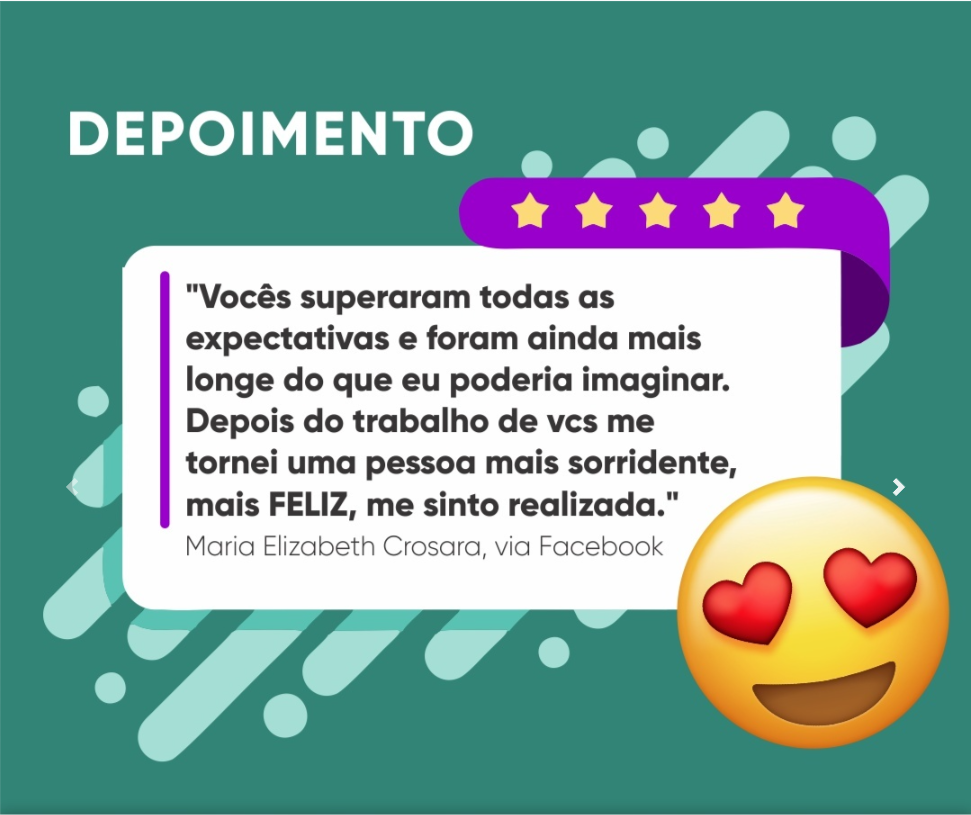 DEPOIMENTO
"Vocês superaram todas as
expectativas e foram ainda mais
longe do que eu poderia imaginar.
Depois do trabalho de vcs me
tornei uma pessoa mais sorridente,
mais FELIZ, me sinto realizada."
Maria Elizabeth Crosara, via Facebook